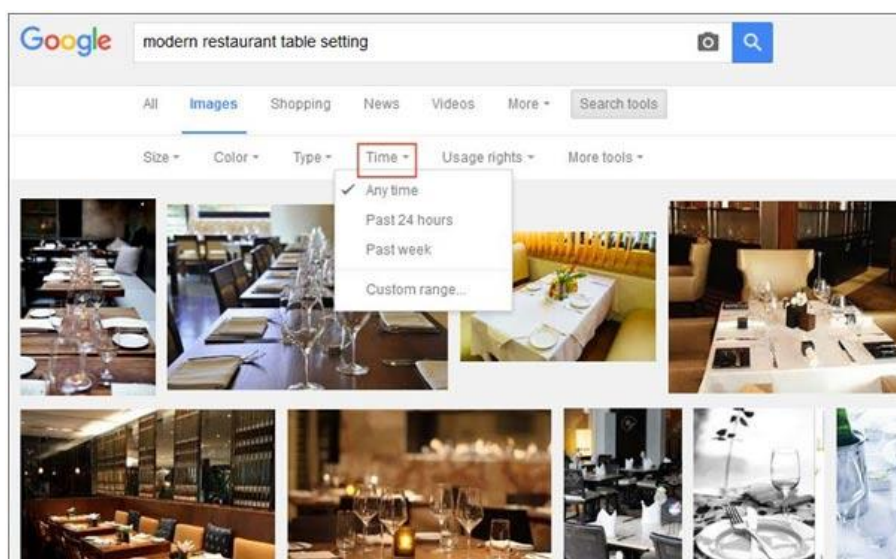 Google modern restaurant table setting
All Images Shopping News Videos More Search tools
Size Color Type Time Usage rights More tools
Any time
Past 24 hours
Past week
Custom range...